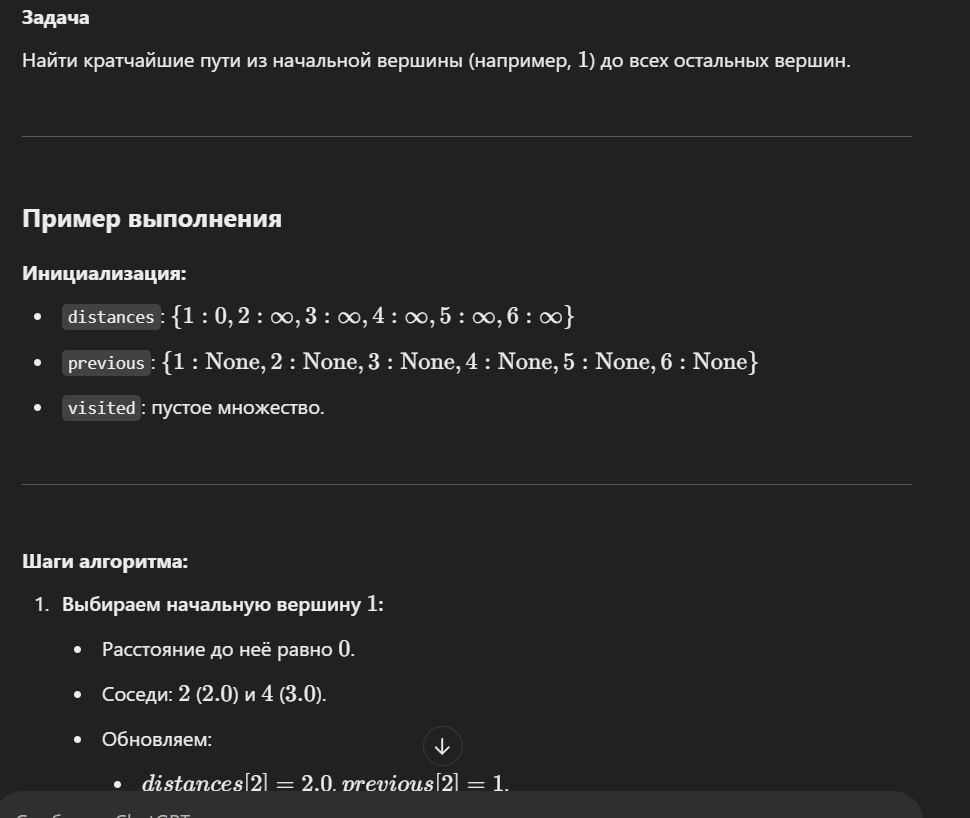 Задача
Найти кратчайшие пути из начальной вершины (например, 1) до всех остальных вершин.
Пример выполнения
Инициализация:
• distances: {1 : 0, 2 : ∞, 3 : ∞, 4 : ∞, 5 : ∞, 6 : ∞}
• previous: {1 : None, 2 : None, 3 : None, 4 : None, 5 : None, 6 : None}
• visited: пустое множество.
Шаги алгоритма:
1. Выбираем начальную вершину 1:
• Расстояние до неё равно 0.
• Соседи: 2 (2.0) и 4 (3.0).
• Обновляем:
• distances[2] = 2.0, previous[2] = 1.